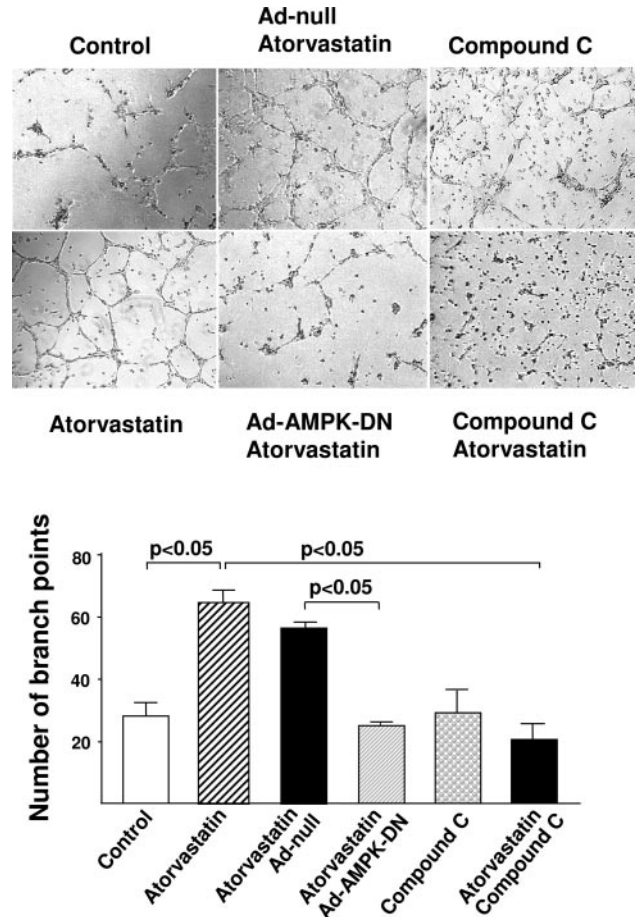 Control
Ad-null
Atorvastatin
Compound C
Atorvastatin
Ad-AMPK-DN
Atorvastatin
Compound C
Atorvastatin
Number of branch points
80
60
40
20
p<0.05
p<0.05
p<0.05
Control
Atorvastatin
Atorvastatin
Ad-null
Atorvastatin
Ad-AMPK-DN
Compound C
Atorvastatin
Compound C